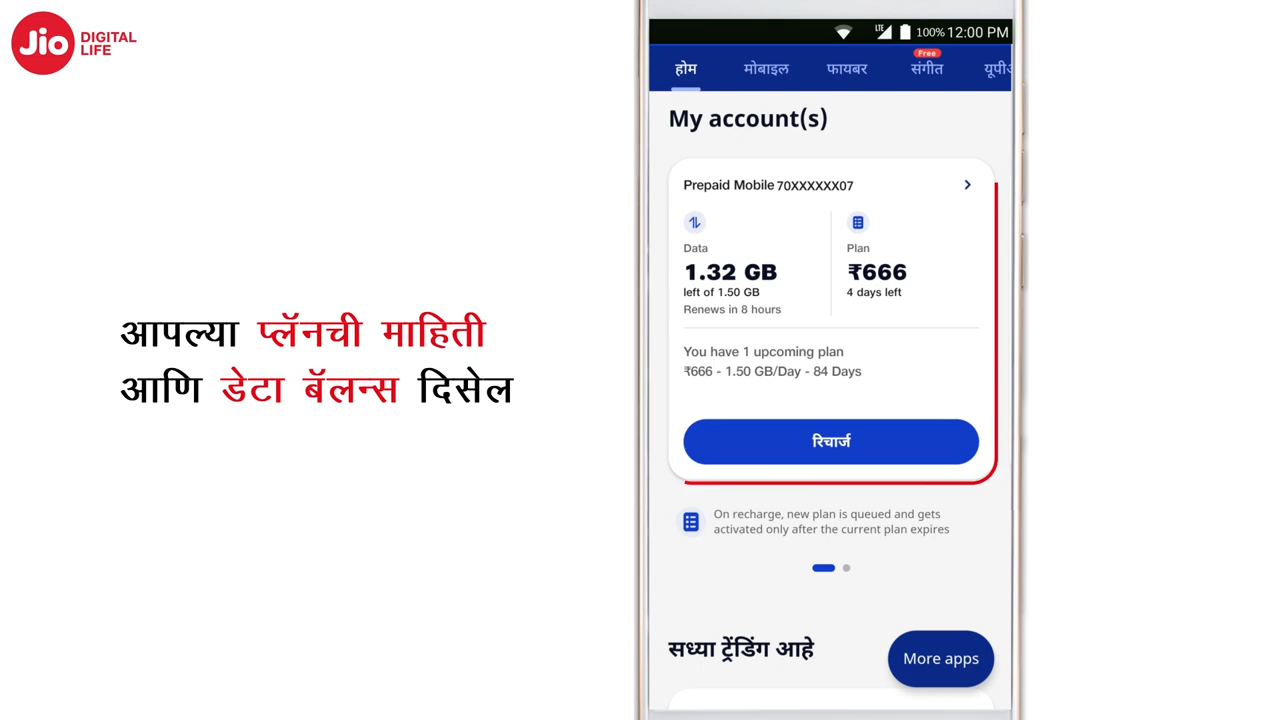 Jio DIGITAL
LIFE
आपल्या प्लॅनची माहिती
आणि डेटा बॅलन्स दिसेल
LTE 100% 12:00 PM
होम मोबाइल फायबर Free संगीत
My account(s)
Prepaid Mobile 70XXXXXX07
Data
1.32 GB
left of 1.50 GB
Renews in 8 hours
Plan
₹666
4 days left
You have 1 upcoming plan
₹666 - 1.50 GB/Day - 84 Days
रिचार्ज
On recharge, new plan is queued and gets
activated only after the current plan expires
सध्या ट्रेंडिंग आहे
More apps